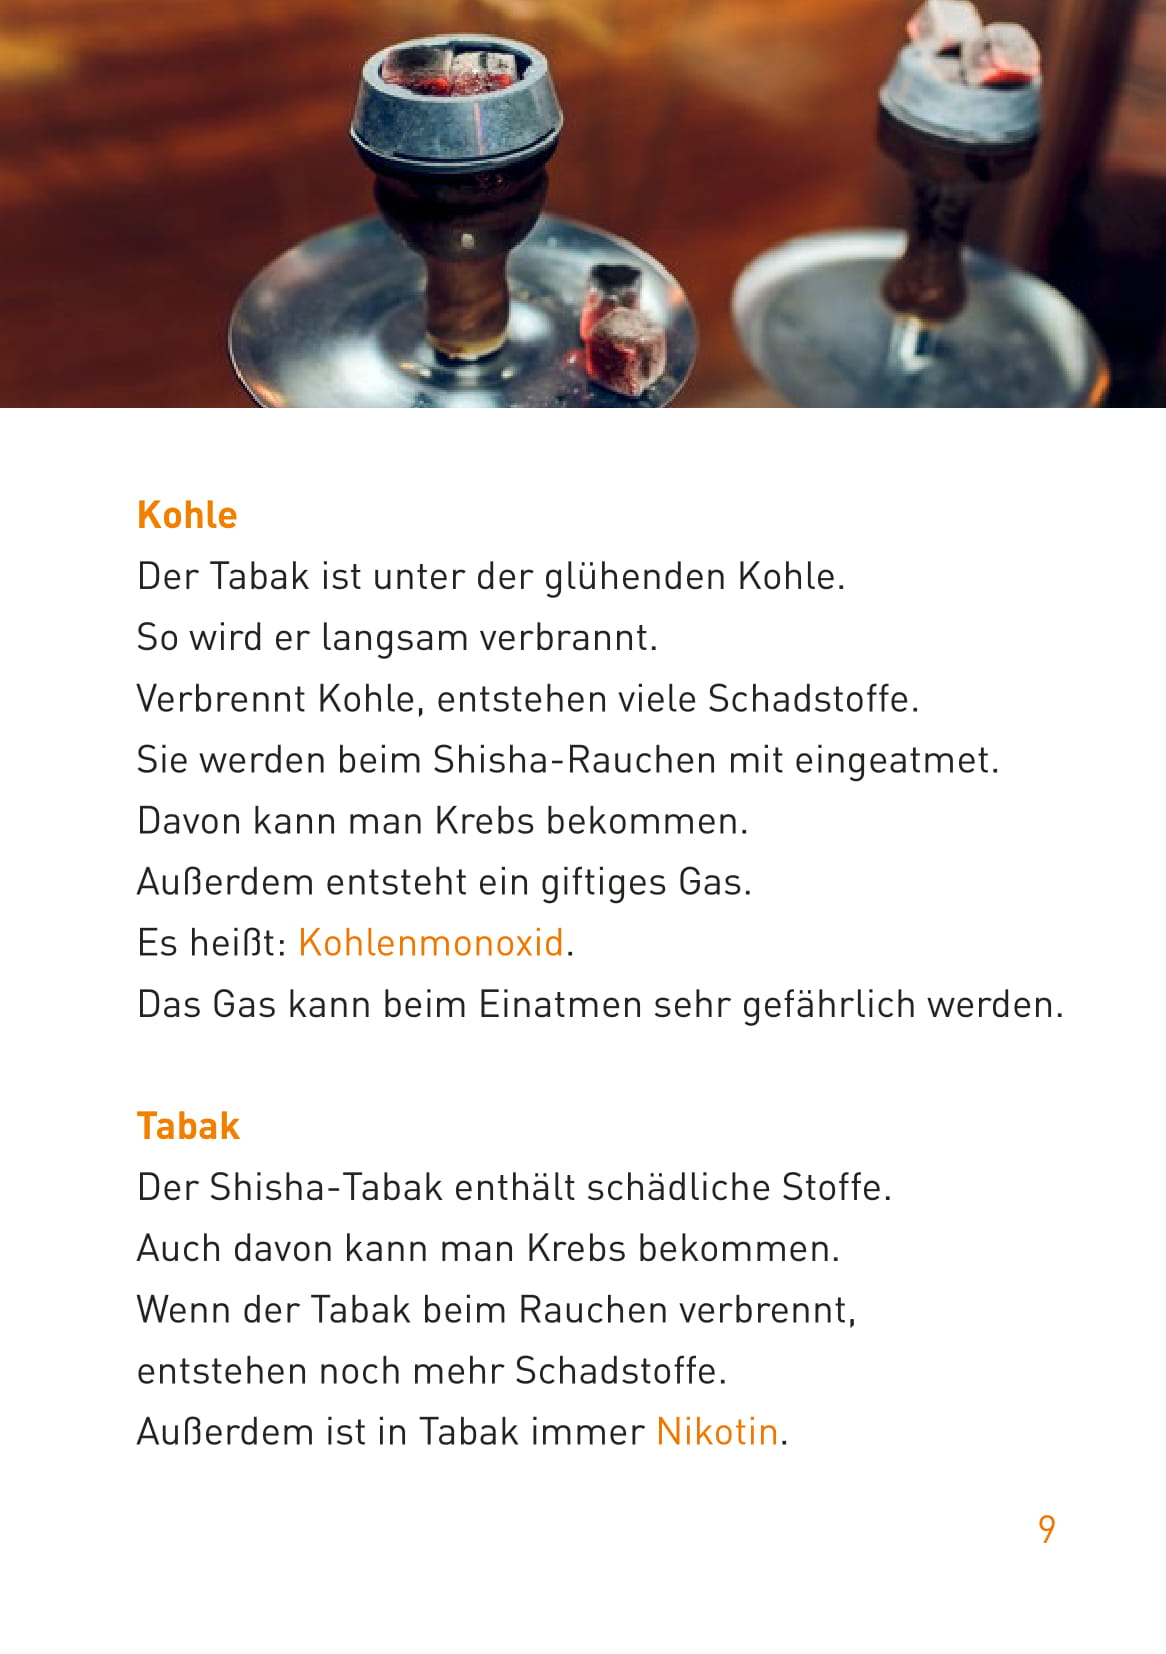 Kohle
Der Tabak ist unter der glühenden Kohle.
So wird er langsam verbrannt.
Verbrennt Kohle, entstehen viele Schadstoffe.
Sie werden beim Shisha-Rauchen mit eingeatmet.
Davon kann man Krebs bekommen.
Außerdem entsteht ein giftiges Gas.
Es heißt: Kohlenmonoxid.
Das Gas kann beim Einatmen sehr gefährlich werden.
Tabak
Der Shisha-Tabak enthält schädliche Stoffe.
Auch davon kann man Krebs bekommen.
Wenn der Tabak beim Rauchen verbrennt,
entstehen noch mehr Schadstoffe.
Außerdem ist in Tabak immer Nikotin.
9